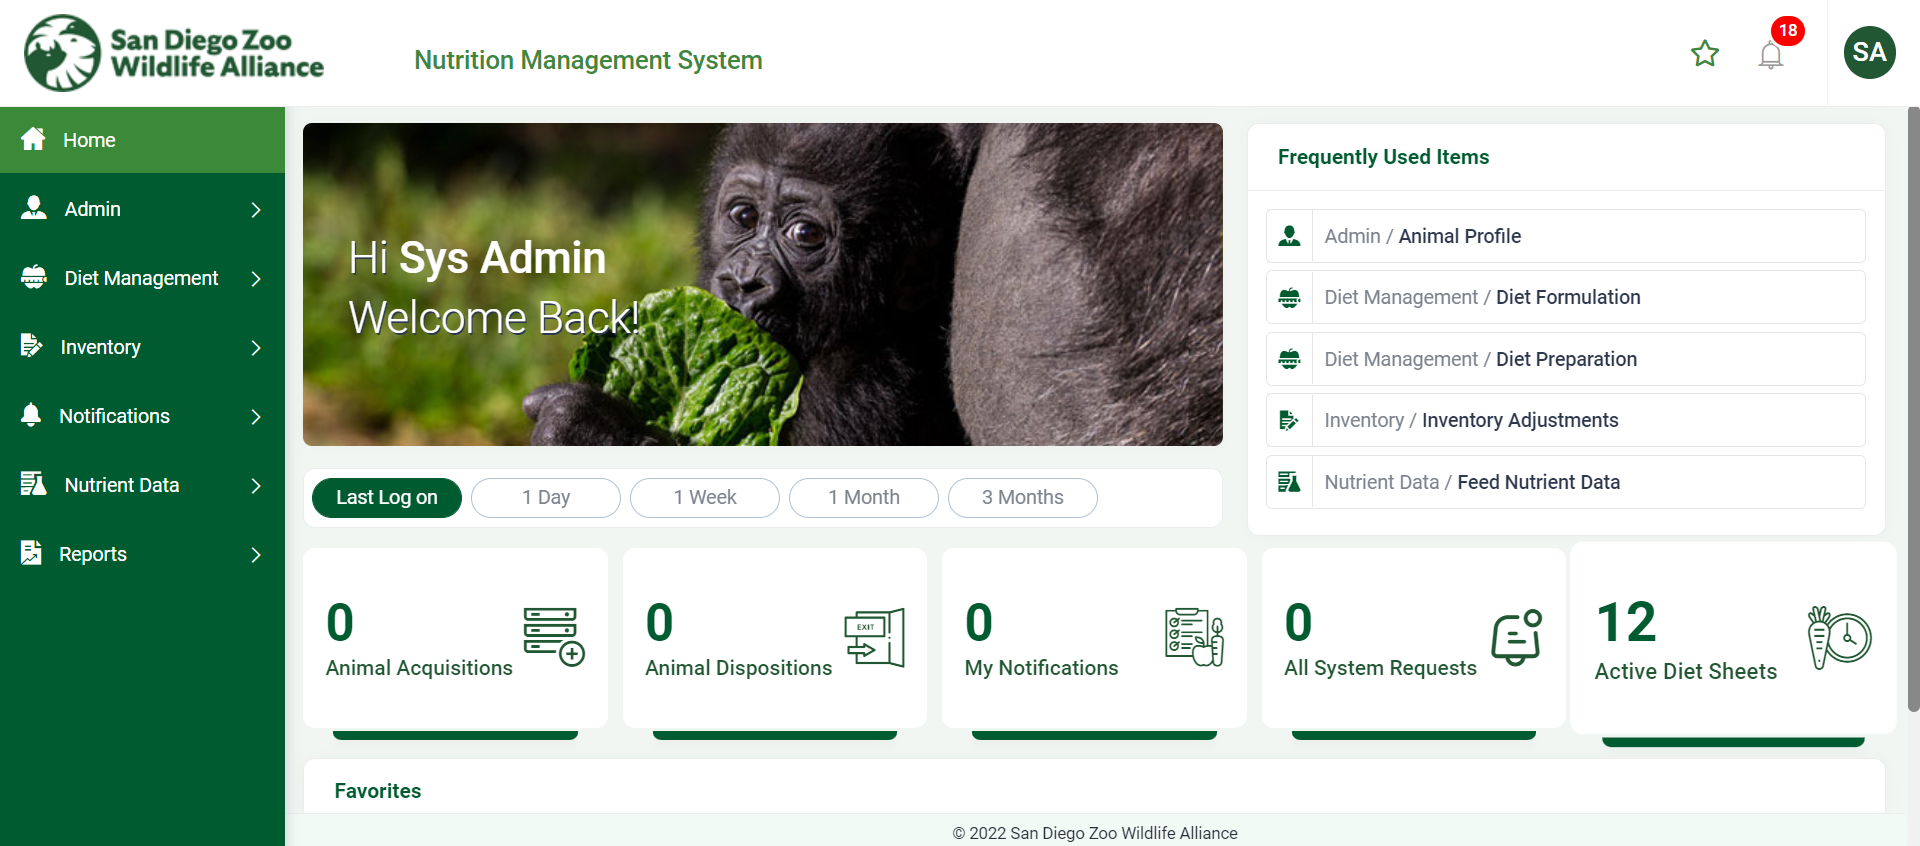 San Diego Zoo
Wildlife Alliance
Nutrition Management System
18
SA
Home
Admin
Diet Management
Inventory
Notifications
Nutrient Data
Reports
Hi Sys Admin
Welcome Back!
Frequently Used Items
Admin / Animal Profile
Diet Management / Diet Formulation
Diet Management / Diet Preparation
Inventory / Inventory Adjustments
Nutrient Data / Feed Nutrient Data
Last Log on
1 Day
1 Week
1 Month
3 Months
0
Animal Acquisitions
0
EXIT
Animal Dispositions
0
My Notifications
0
All System Requests
12
Active Diet Sheets
Favorites
© 2022 San Diego Zoo Wildlife Alliance